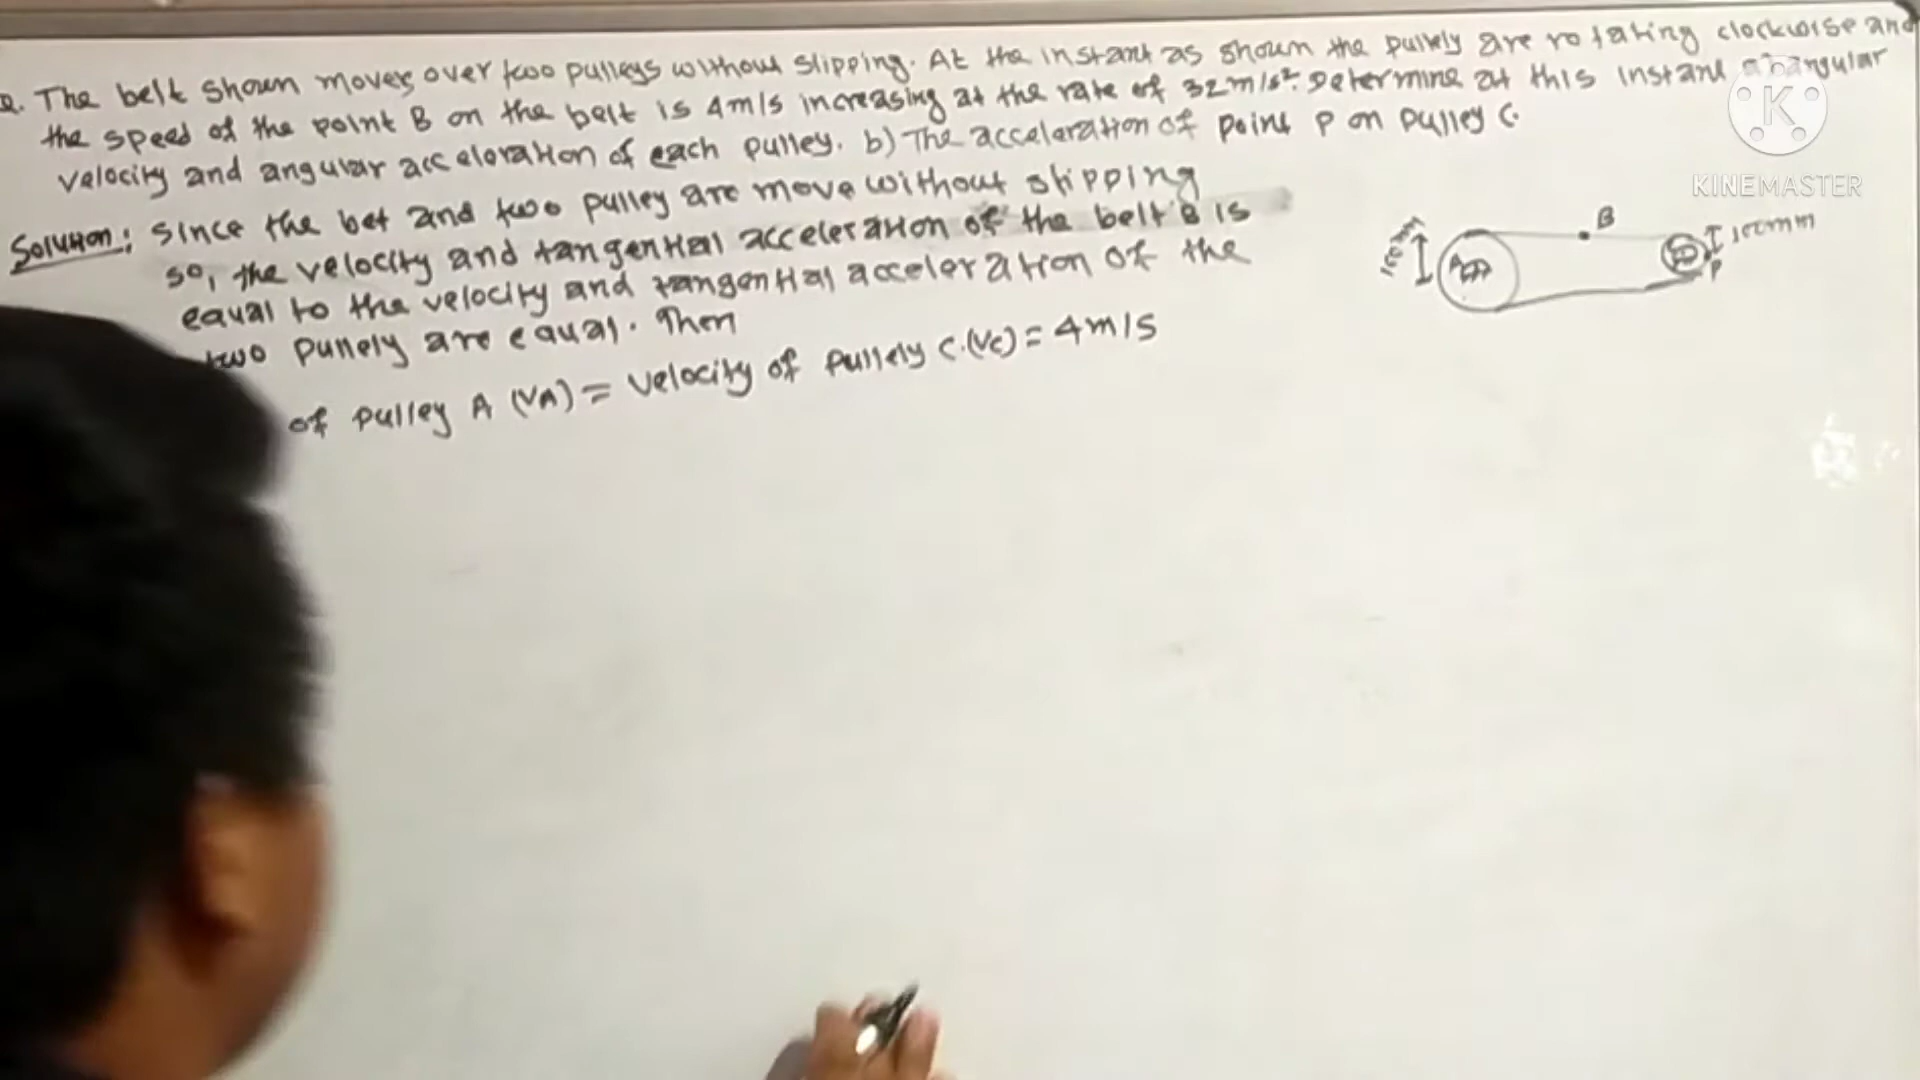 Q. The belt shown moves over two pulleys without slipping. At the instant as shown the pullely are rotating clockwise and
the speed of the point B on the belt is 4m/s increasing at the rate of 32m/s². Determine at this instant angular
velocity and angular acceleration of each pulley. b) The acceleration of point P on pulley C.
Solution: Since the bet and two pulley are move without slipping
so, the velocity and tangential acceleration of the belt B is
equal to the velocity and tangential acceleration of the
two pullely are equal. Then
of pulley A (VA) = velocity of pullely C.(VC) = 4m/s
B
100mm
A
P
K
KINEMASTER